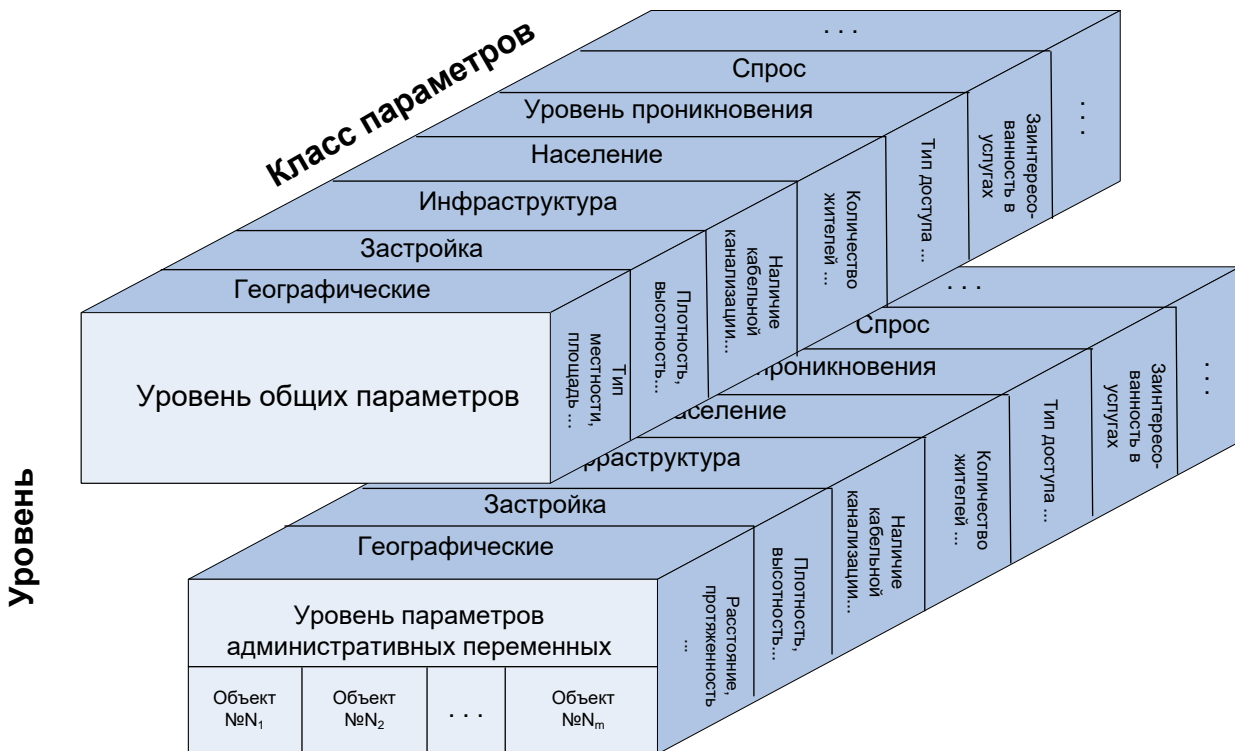 Класс параметров
. . .
Спрос
Уровень проникновения
Население
Инфраструктура
Застройка
Географические
Уровень общих параметров
Тип
местности,
площадь ...
Плотность,
высотность...
Наличие
кабельной
канализации...
Количество
жителей ...
Тип доступа ...
Заинтересо-
ванность в
услугах
. . .
Уровень
. . .
Спрос
проникновения
аселение
фраструктура
Застройка
Географические
Уровень параметров
административных переменных
Объект
№N₁
Объект
№N₂
. . .
Объект
№Nₘ
Расстояние,
протяженность
...
Плотность,
высотность...
Наличие
кабельной
канализации...
Количество
жителей ...
Тип доступа ...
Заинтересо-
ванность в
услугах
. . .